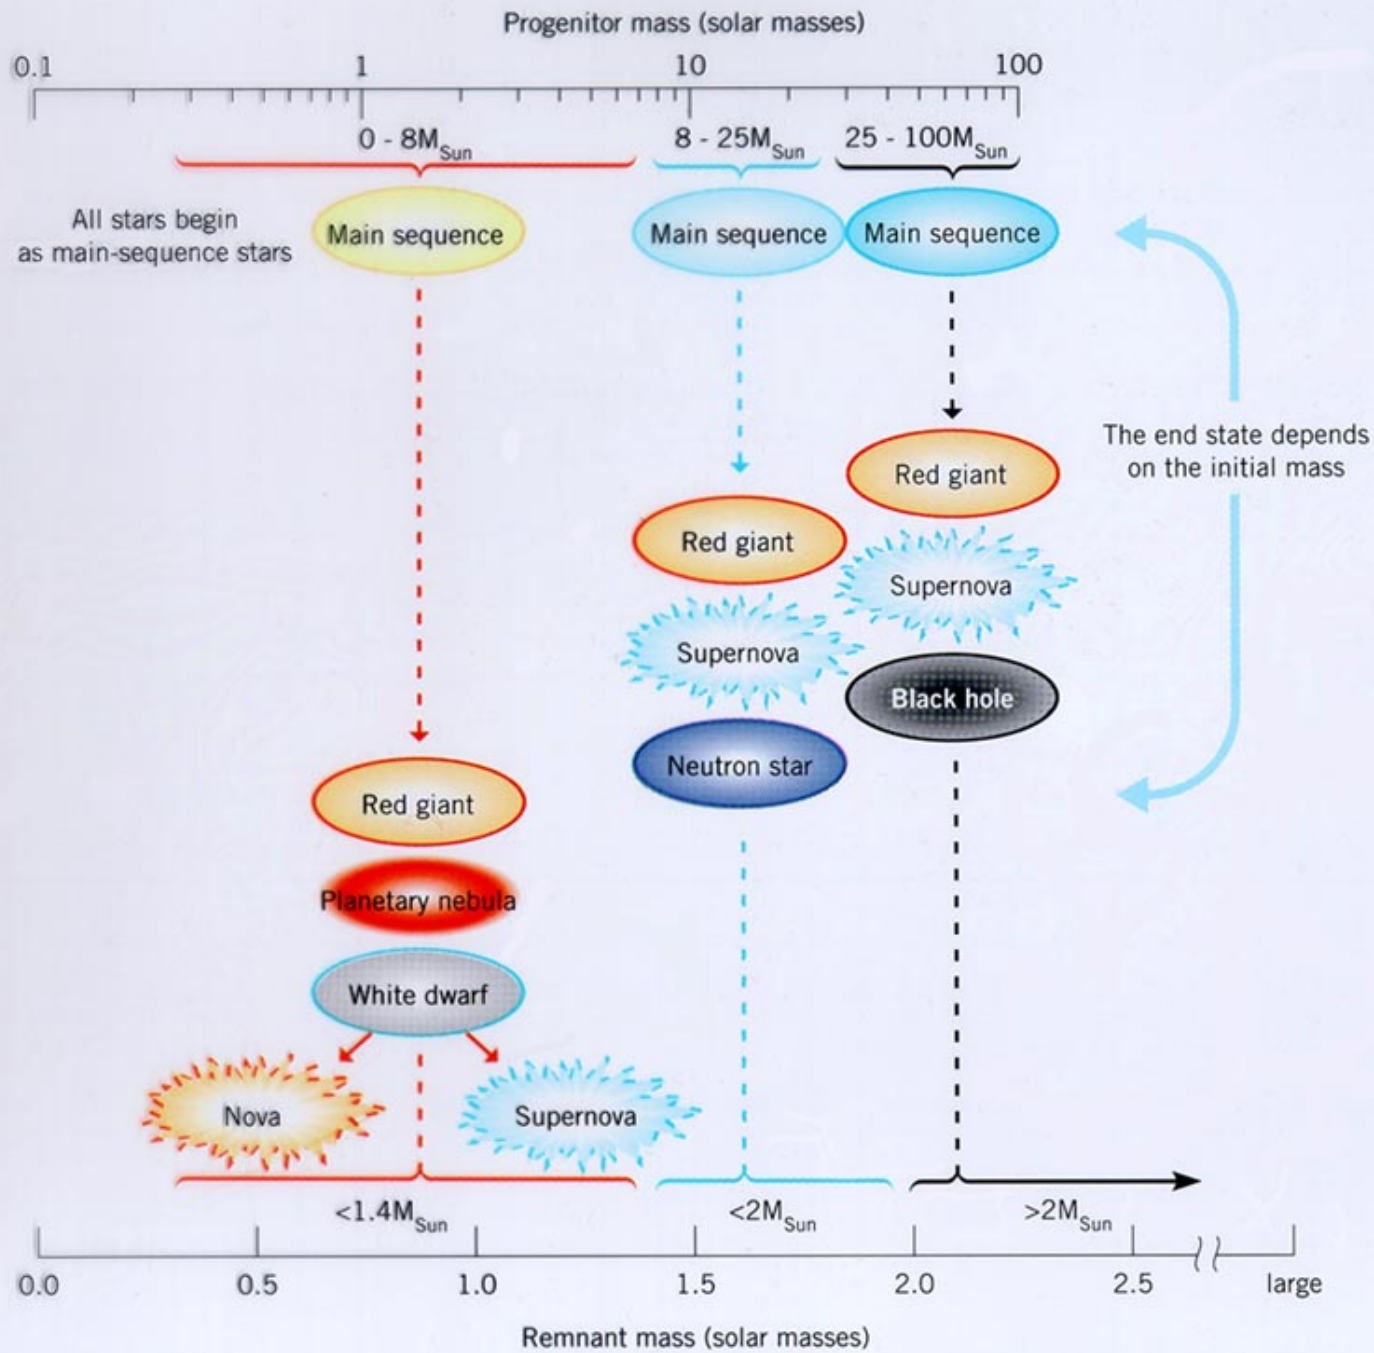 Progenitor mass (solar masses)
0.1 1 10 100
0 - 8MSun 8 - 25MSun 25 - 100MSun
All stars begin
as main-sequence stars
Main sequence Main sequence Main sequence
The end state depends
on the initial mass
Red giant
Red giant
Supernova
Supernova
Black hole
Neutron star
Red giant
Planetary nebula
White dwarf
Nova Supernova
<1.4MSun <2MSun >2MSun
0.0 0.5 1.0 1.5 2.0 2.5 large
Remnant mass (solar masses)